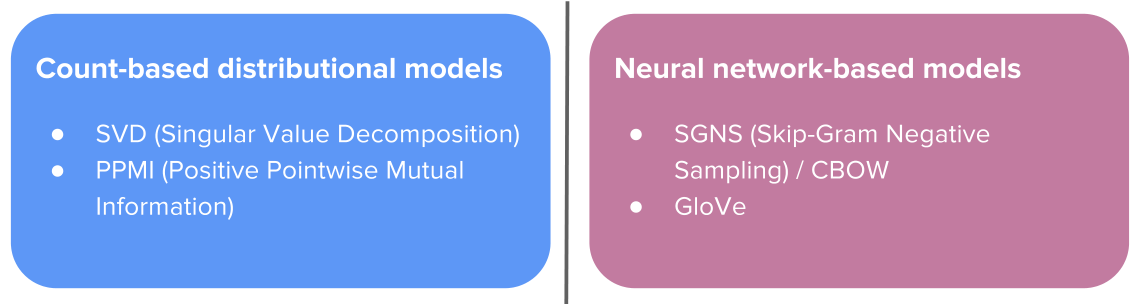 Count-based distributional models
● SVD (Singular Value Decomposition)
● PPMI (Positive Pointwise Mutual
Information)
Neural network-based models
● SGNS (Skip-Gram Negative
Sampling) / CBOW
● GloVe